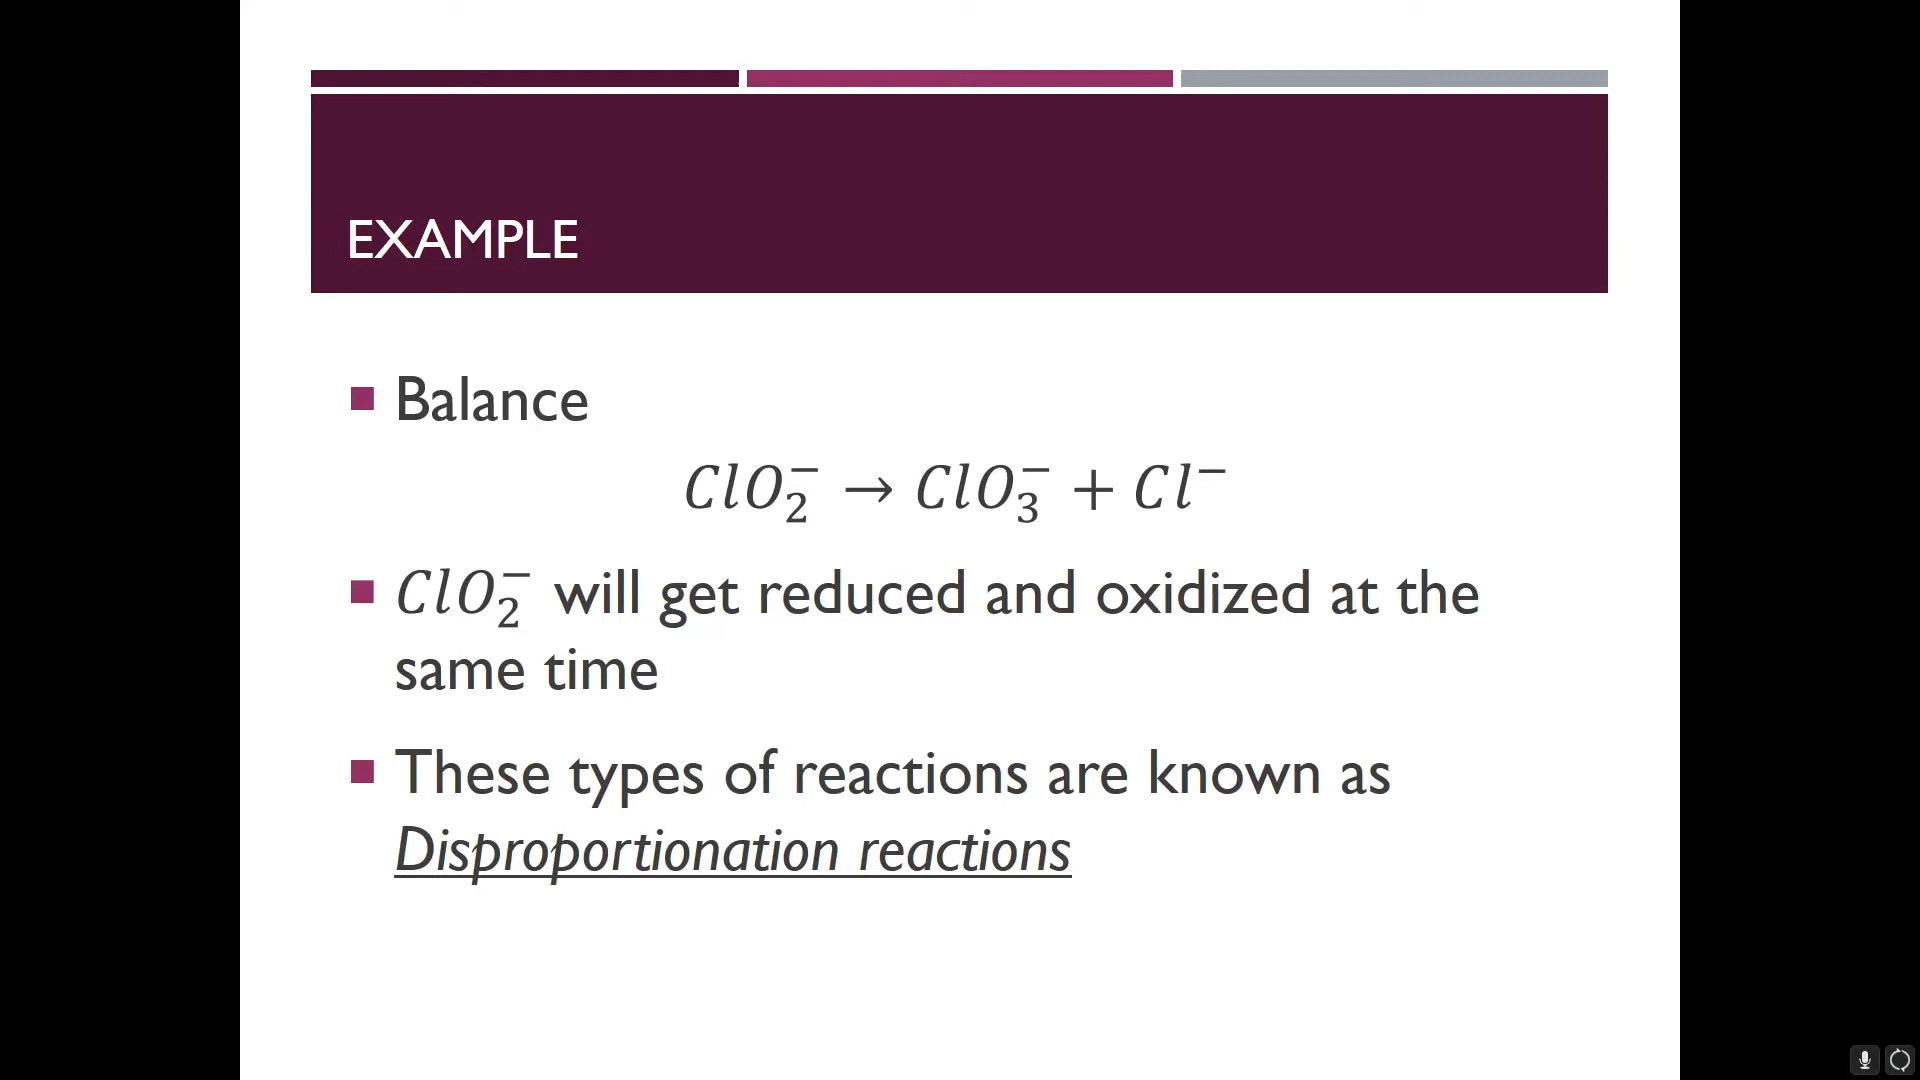 EXAMPLE
Balance
ClO₂⁻ → ClO₃⁻ + Cl⁻
ClO₂⁻ will get reduced and oxidized at the
same time
These types of reactions are known as
Disproportionation reactions